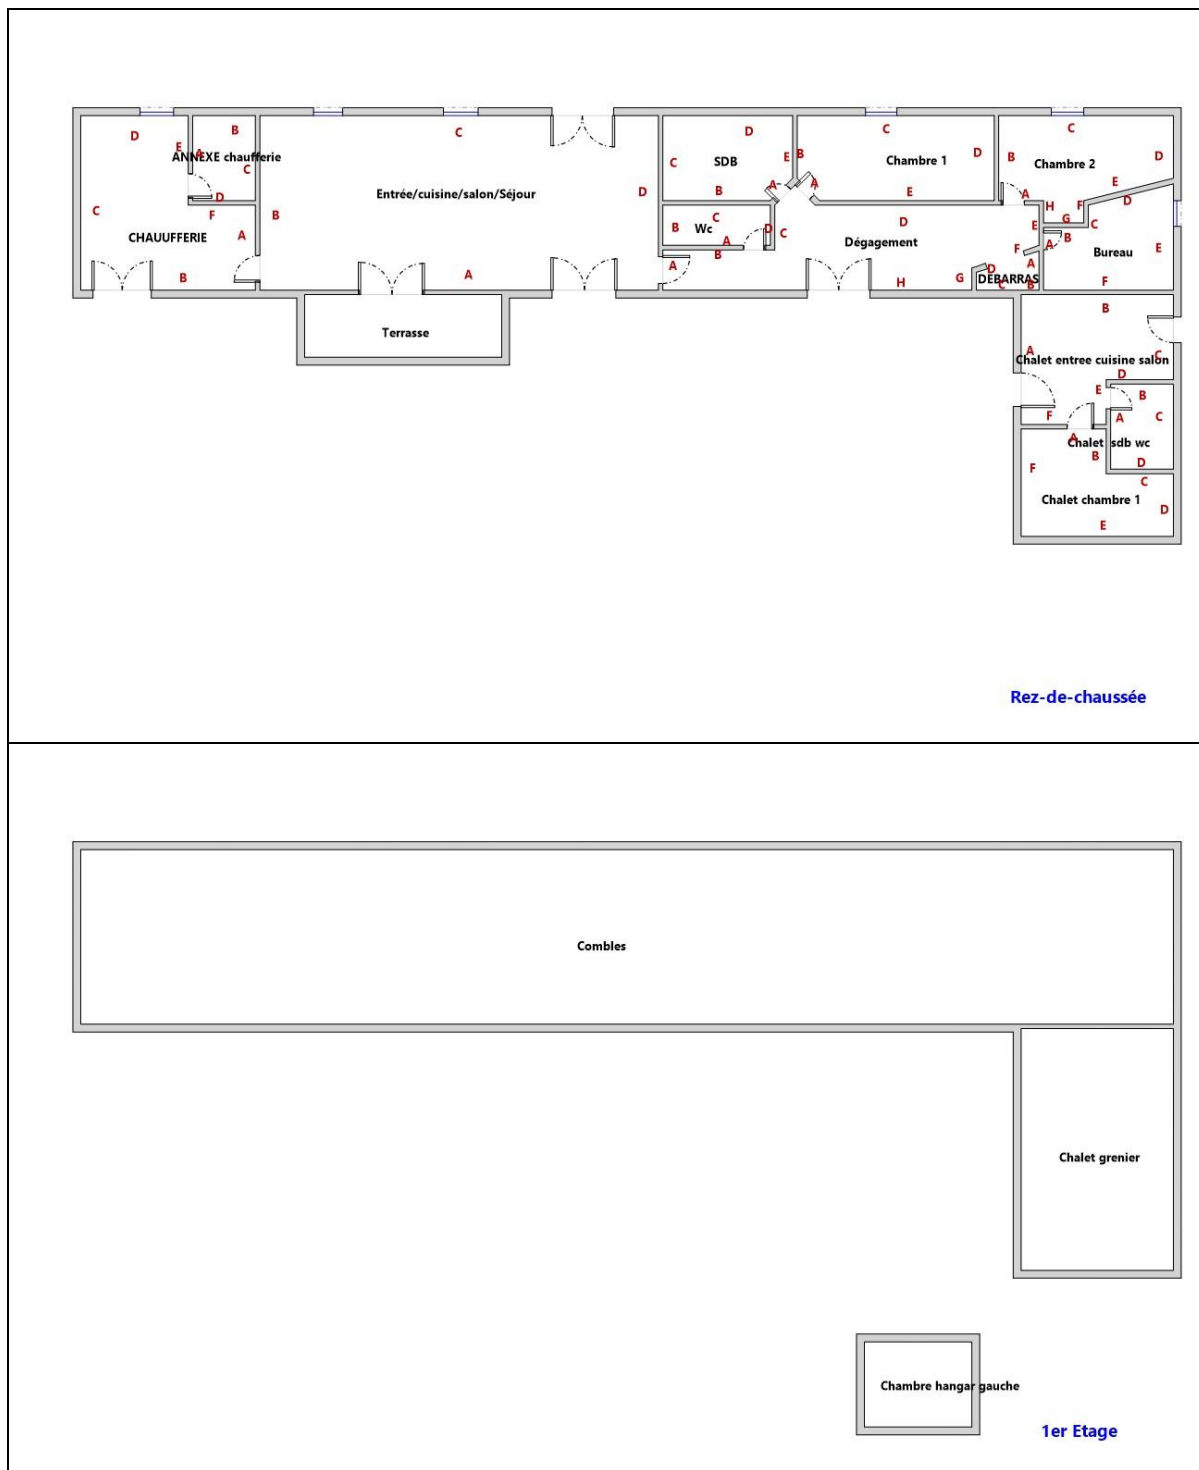 D
E
ANNEXE chaufferie
A
B
C
D
F
C
CHAUUFFERIE
A
B
C
Entrée/cuisine/salon/Séjour
B
D
A
Terrasse
D
C
SDB
E
B
A
C
B
Wc
A
D
B
C
A
C
B
Chambre 1
D
A
E
D
Dégagement
E
F
G
H
C
B
Chambre 2
D
E
A
H
F
G
D
C
B
A
Bureau
E
F
D
A
DEBARRAS
C
B
B
A
C
Chalet entree cuisine salon
D
E
F
B
A
C
Chalet sdb wc
D
A
B
F
C
Chalet chambre 1
D
E
Rez-de-chaussée
Combles
Chalet grenier
Chambre hangar gauche
1er Etage